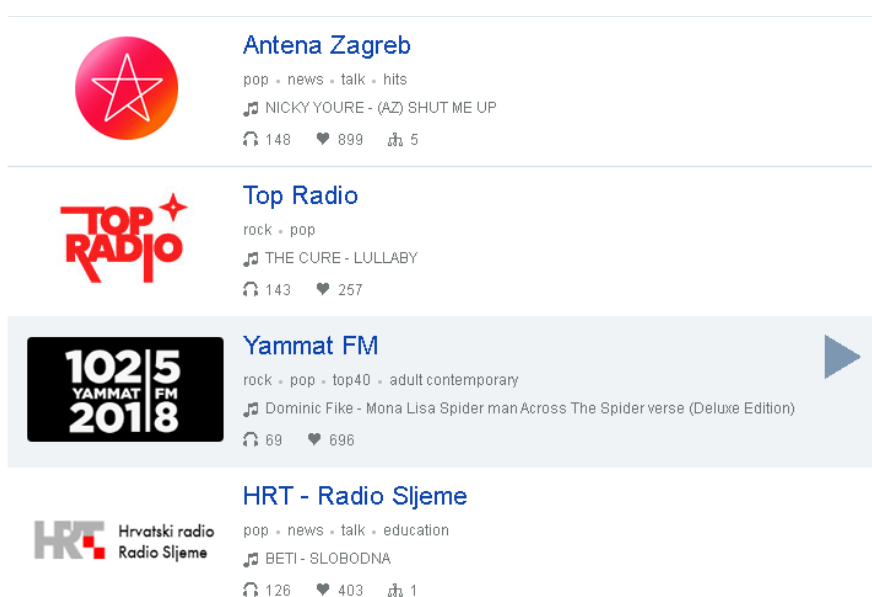 Antena Zagreb
pop • news • talk • hits
NICKY YOURE - (AZ) SHUT ME UP
148 899 5
TOP
RADIO
Top Radio
rock • pop
THE CURE - LULLABY
143 257
102|5
YAMMAT FM
201|8
Yammat FM
rock • pop • top40 • adult contemporary
Dominic Fike - Mona Lisa Spider man Across The Spider verse (Deluxe Edition)
69 696
HRT Hrvatski radio
Radio Sljeme
HRT - Radio Sljeme
pop • news • talk • education
BETI - SLOBODNA
126 403 1